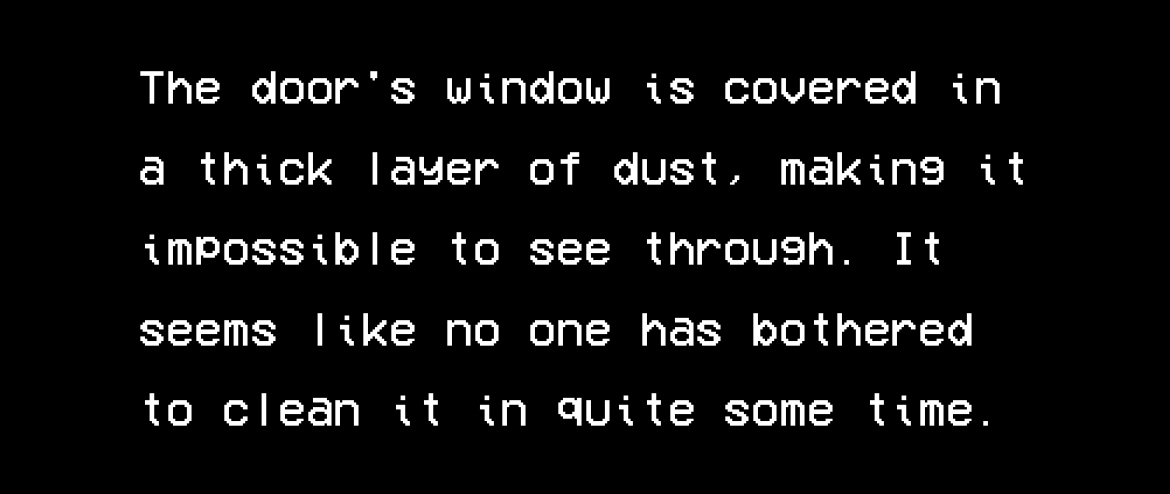 The door's window is covered in
a thick layer of dust, making it
impossible to see through. It
seems like no one has bothered
to clean it in quite some time.